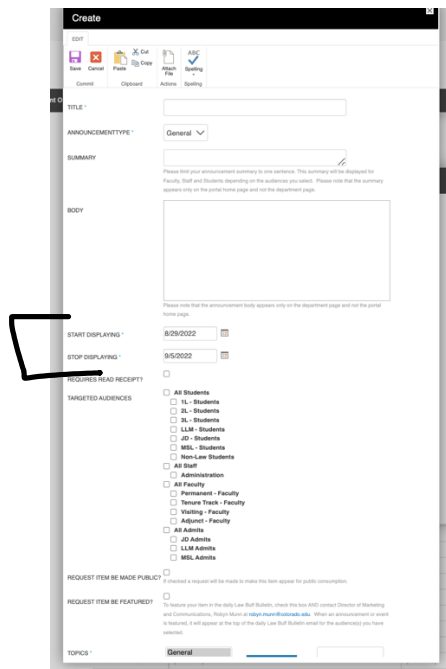 Create
EDIT
Save
Cancel
Paste
Cut
Copy
Attach File
ABC
Spelling
Commit
Clipboard
Actions
Spelling
nt O
TITLE *
ANNOUNCEMENTTYPE *
General
SUMMARY
Please limit your announcement summary to one sentence. This summary will be displayed for
Faculty, Staff and Students depending on the audiences you select. Please note that the summary
appears only on the portal home page and not the department page.
BODY
Please note that the announcement body appears only on the department page and not the portal
home page.
START DISPLAYING *
8/29/2022
STOP DISPLAYING *
9/5/2022
REQUIRES READ RECEIPT?
TARGETED AUDIENCES
All Students
1L - Students
2L - Students
3L - Students
LLM - Students
JD - Students
MSL - Students
Non-Law Students
All Staff
Administration
All Faculty
Permanent - Faculty
Tenure Track - Faculty
Visiting - Faculty
Adjunct - Faculty
All Admits
JD Admits
LLM Admits
MSL Admits
REQUEST ITEM BE MADE PUBLIC?
If checked a request will be made to make this item appear for public consumption.
REQUEST ITEM BE FEATURED?
To feature your item in the daily Law Buff Bulletin, check this box AND contact Director of Marketing
and Communications, Robyn Munn at robyn.munn@colorado.edu. When an announcement or event
is featured, it will appear at the top of the daily Law Buff Bulletin email for the audience(s) you have
selected.
TOPICS *
General